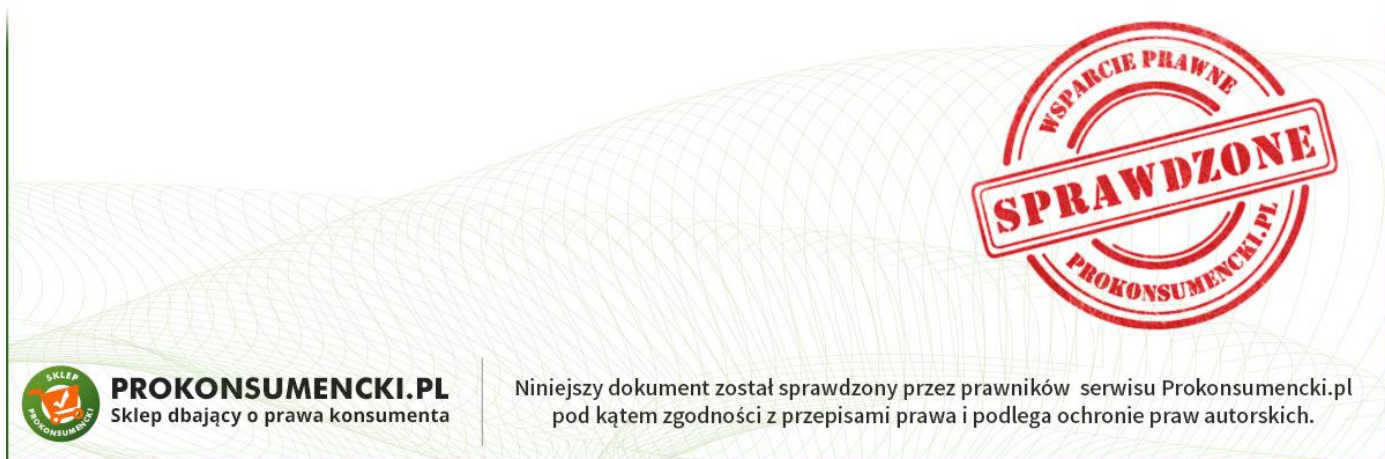 WSPARCIE PRAWNE
SPRAWDZONE
PROKONSUMENCKI.PL
SKLEP
PROKONSUMENCKI
PROKONSUMENCKI.PL
Sklep dbający o prawa konsumenta
Niniejszy dokument został sprawdzony przez prawników serwisu Prokonsumencki.pl
pod kątem zgodności z przepisami prawa i podlega ochronie praw autorskich.